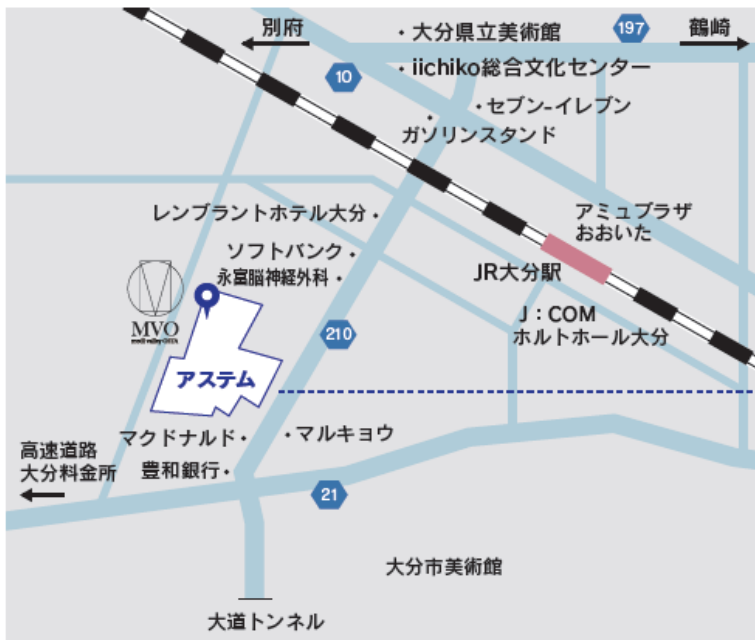 別府
・大分県立美術館
197
鶴崎
10
・iichiko総合文化センター
・セブン-イレブン
ガソリンスタンド
レンブラントホテル大分・
アミュプラザ
おおいた
ソフトバンク・
永冨脳神経外科・
JR大分駅
MVO
J：COM
ホルトホール大分
210
アステム
マクドナルド・
・マルキョウ
高速道路
大分料金所
豊和銀行・
21
大分市美術館
大道トンネル